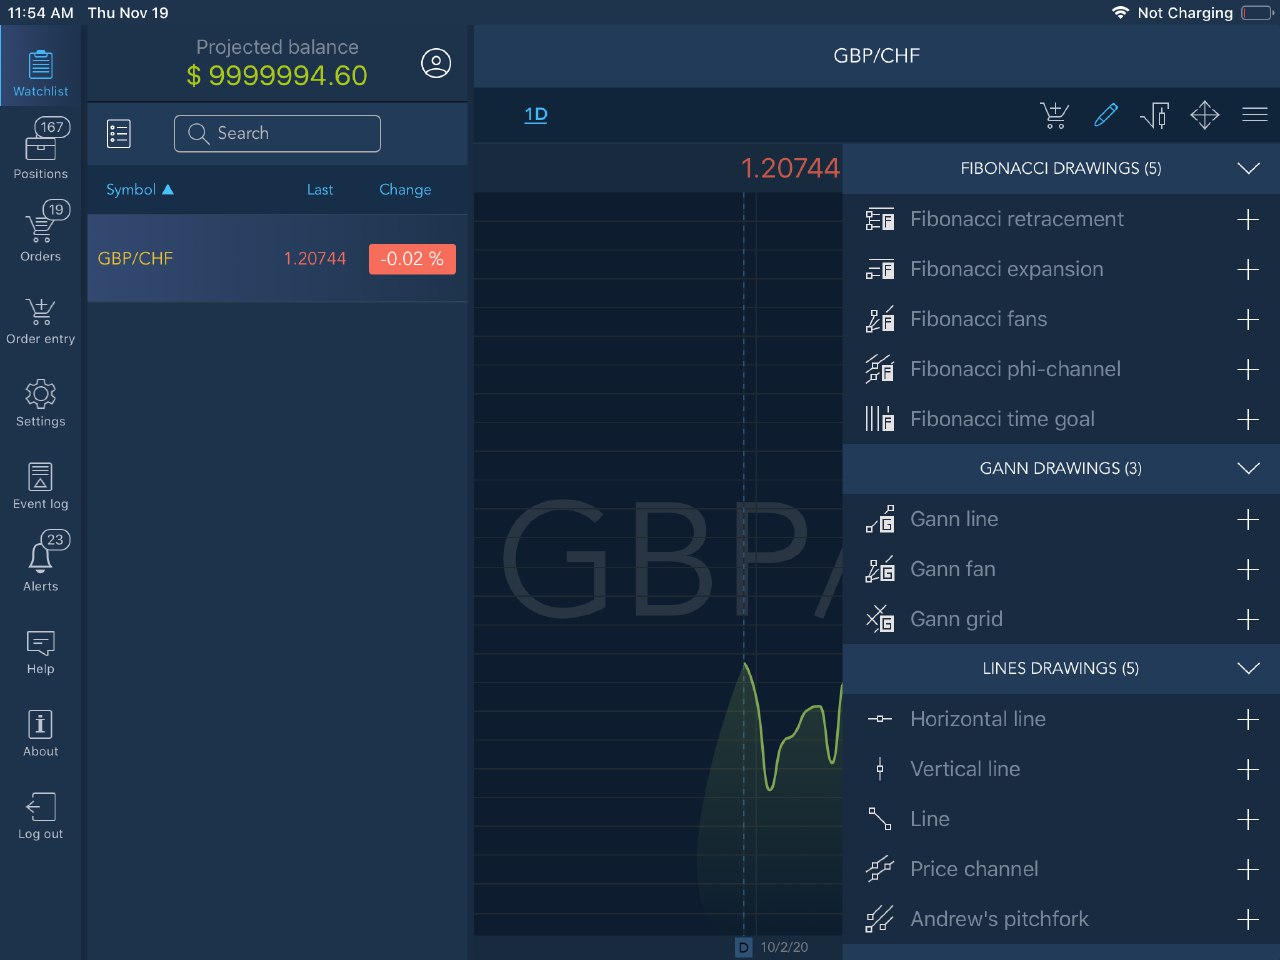 11:54 AM Thu Nov 19
Not Charging
Watchlist
167
Positions
19
Orders
Order entry
Settings
Event log
23
Alerts
Help
About
Log out
Projected balance
$ 9999994.60
Search
Symbol ▲ Last Change
GBP/CHF 1.20744 -0.02 %
GBP/CHF
1D
1.20744
GBP/
D 10/2/20
FIBONACCI DRAWINGS (5)
F Fibonacci retracement
F Fibonacci expansion
F Fibonacci fans
F Fibonacci phi-channel
F Fibonacci time goal
GANN DRAWINGS (3)
G Gann line
G Gann fan
G Gann grid
LINES DRAWINGS (5)
Horizontal line
Vertical line
Line
Price channel
Andrew's pitchfork